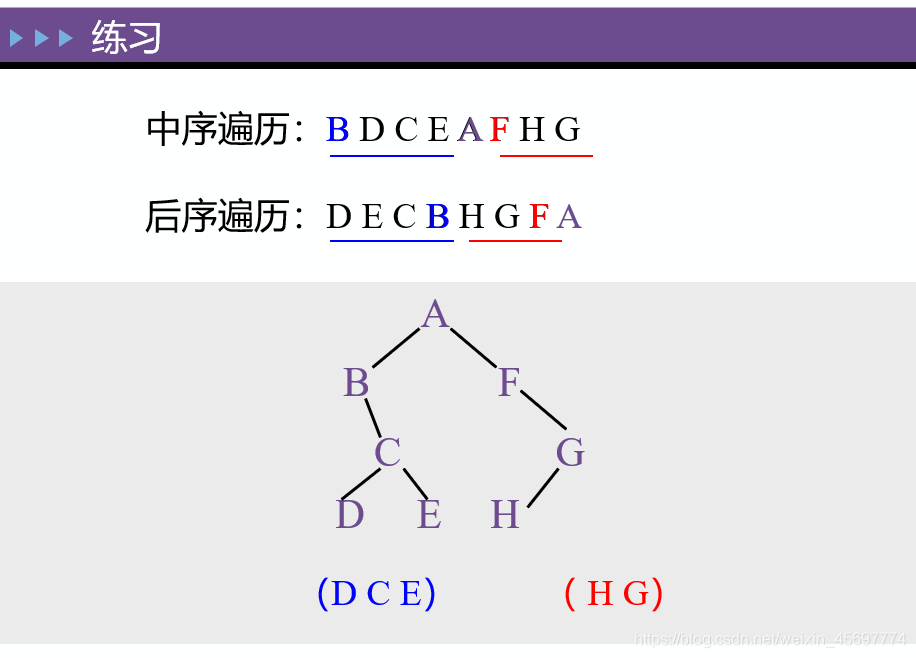 练习
中序遍历：B D C E A F H G
后序遍历：D E C B H G F A
A
B F
C G
D E H
（D C E） （ H G）
https://blog.csdn.net/weixin_45697774